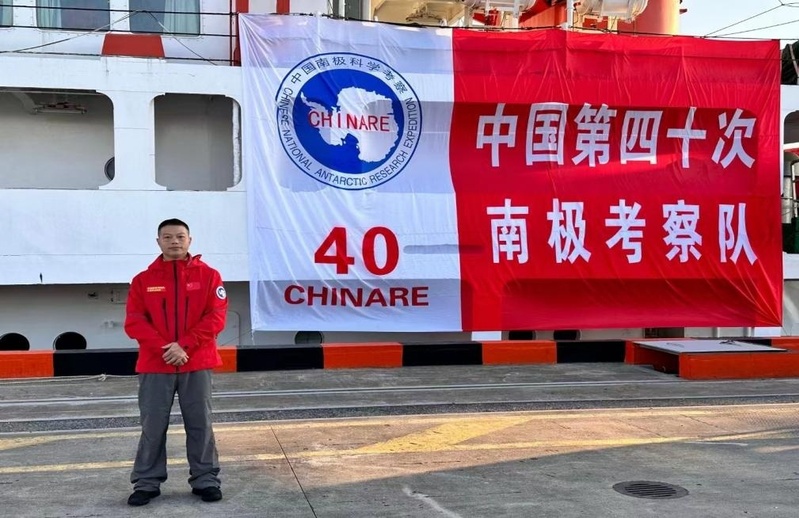 中国南极科学考察
CHINARE
CHINESE NATIONAL ANTARCTIC RESEARCH EXPEDITION
40
CHINARE
中国第四十次
南极考察队